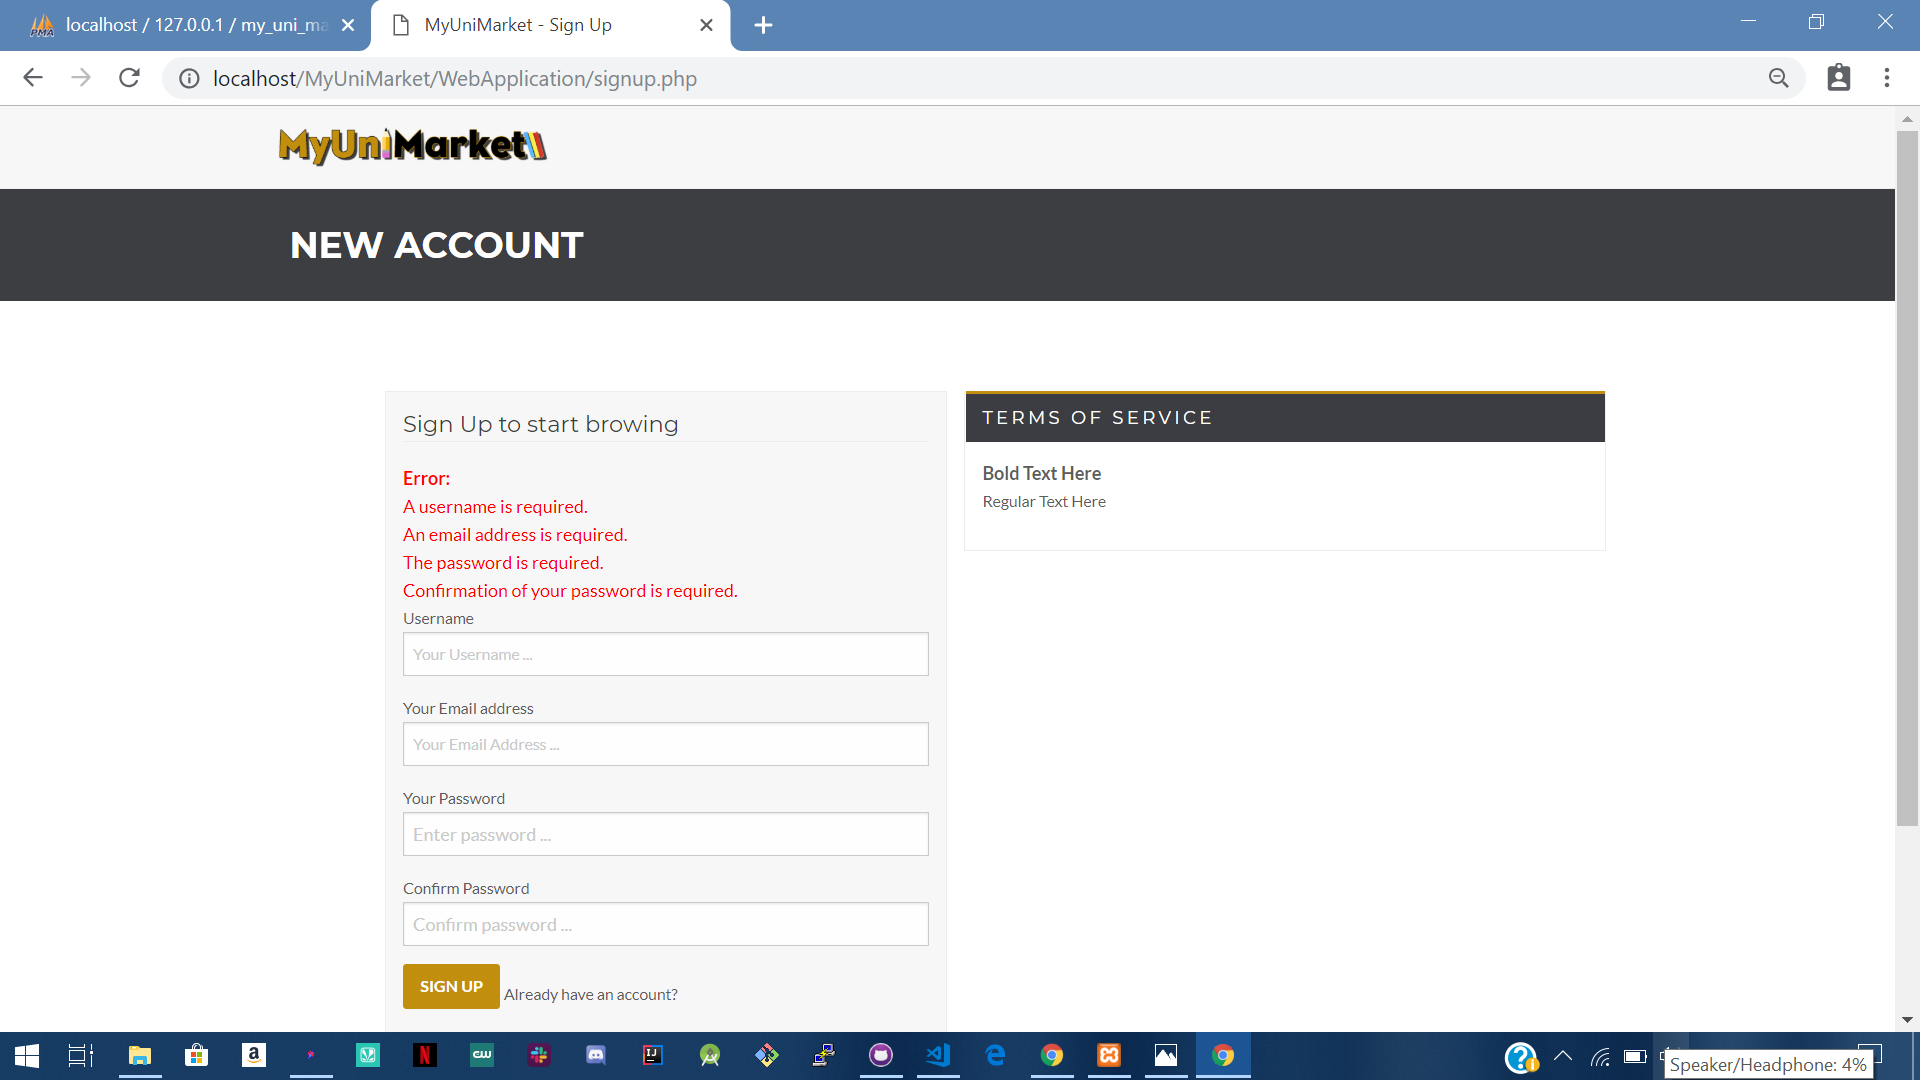 localhost / 127.0.0.1 / my_uni_ma
MyUniMarket - Sign Up
localhost/MyUniMarket/WebApplication/signup.php
MyUniMarket
NEW ACCOUNT
Sign Up to start browing
Error:
A username is required.
An email address is required.
The password is required.
Confirmation of your password is required.
Username
Your Username ...
Your Email address
Your Email Address ...
Your Password
Enter password ...
Confirm Password
Confirm password ...
SIGN UP Already have an account?
TERMS OF SERVICE
Bold Text Here
Regular Text Here
Speaker/Headphone: 4%